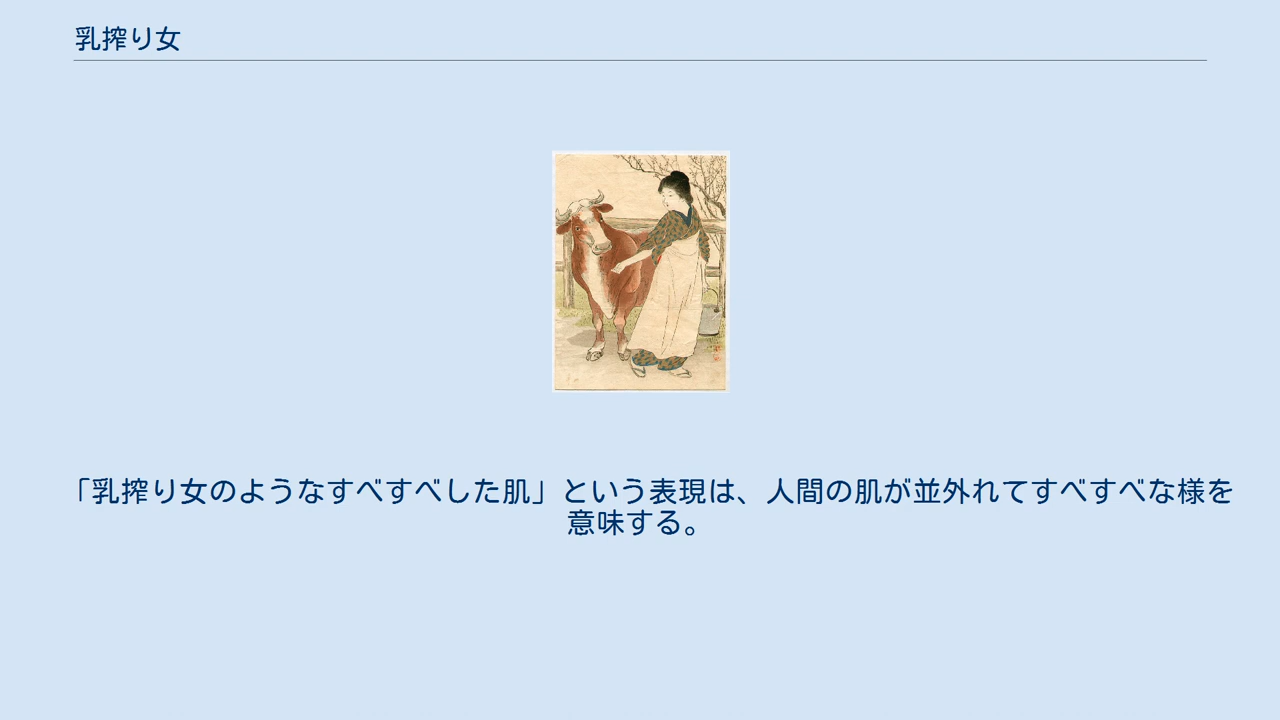 乳搾り女
「乳搾り女のようなすべすべした肌」という表現は、人間の肌が並外れてすべすべな様を
意味する。